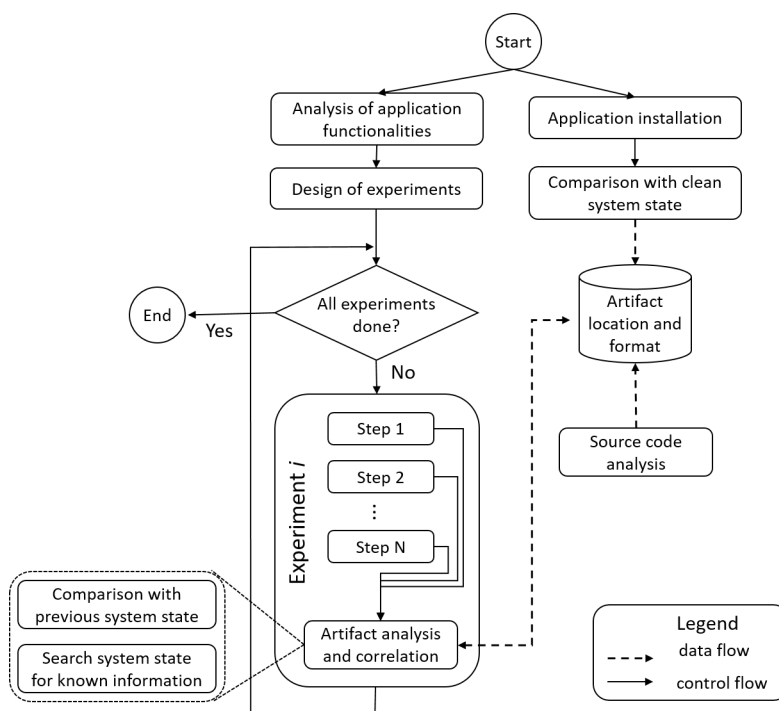 Start
Analysis of application
functionalities
Application installation
Design of experiments
Comparison with clean
system state
All experiments
done?
End
Yes
No
Artifact
location and
format
Source code
analysis
Experiment i
Step 1
Step 2
⋮
Step N
Artifact analysis
and correlation
Comparison with
previous system state
Search system state
for known information
Legend
data flow
control flow